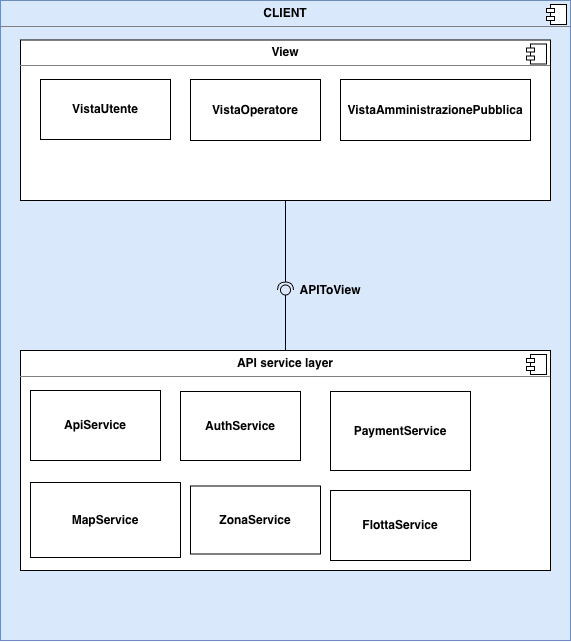 CLIENT
View
VistaUtente
VistaOperatore
VistaAmministrazionePubblica
APIToView
API service layer
ApiService
AuthService
PaymentService
MapService
ZonaService
FlottaService